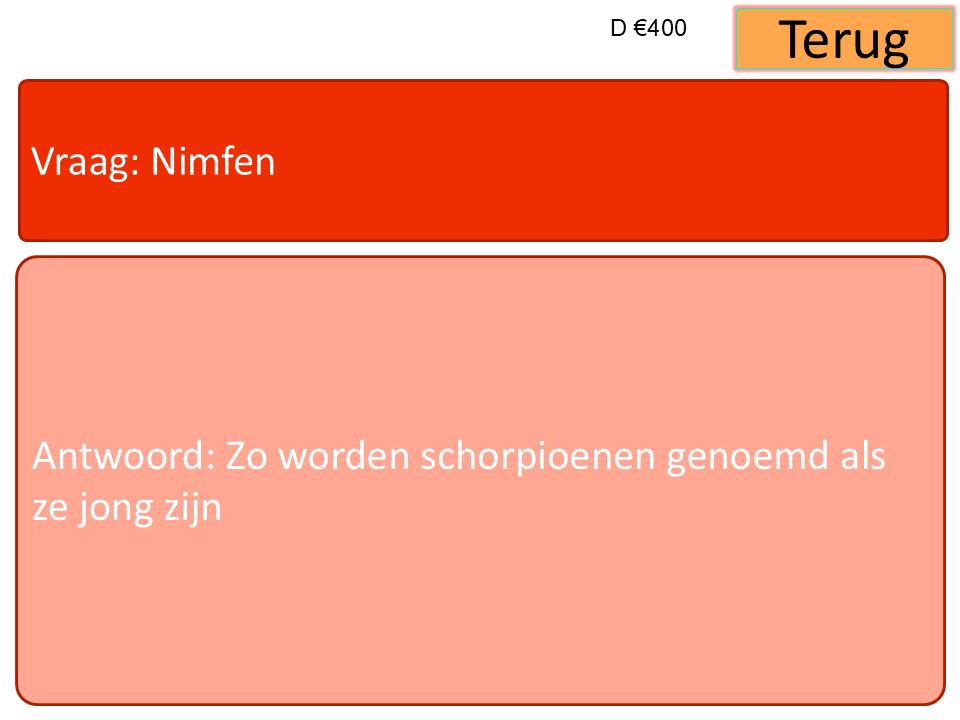 D €400
Terug
Vraag: Nimfen
Antwoord: Zo worden schorpioenen genoemd als
ze jong zijn